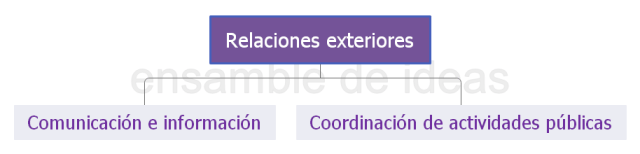 Relaciones exteriores
ensamble de ideas
Comunicación e información
Coordinación de actividades públicas